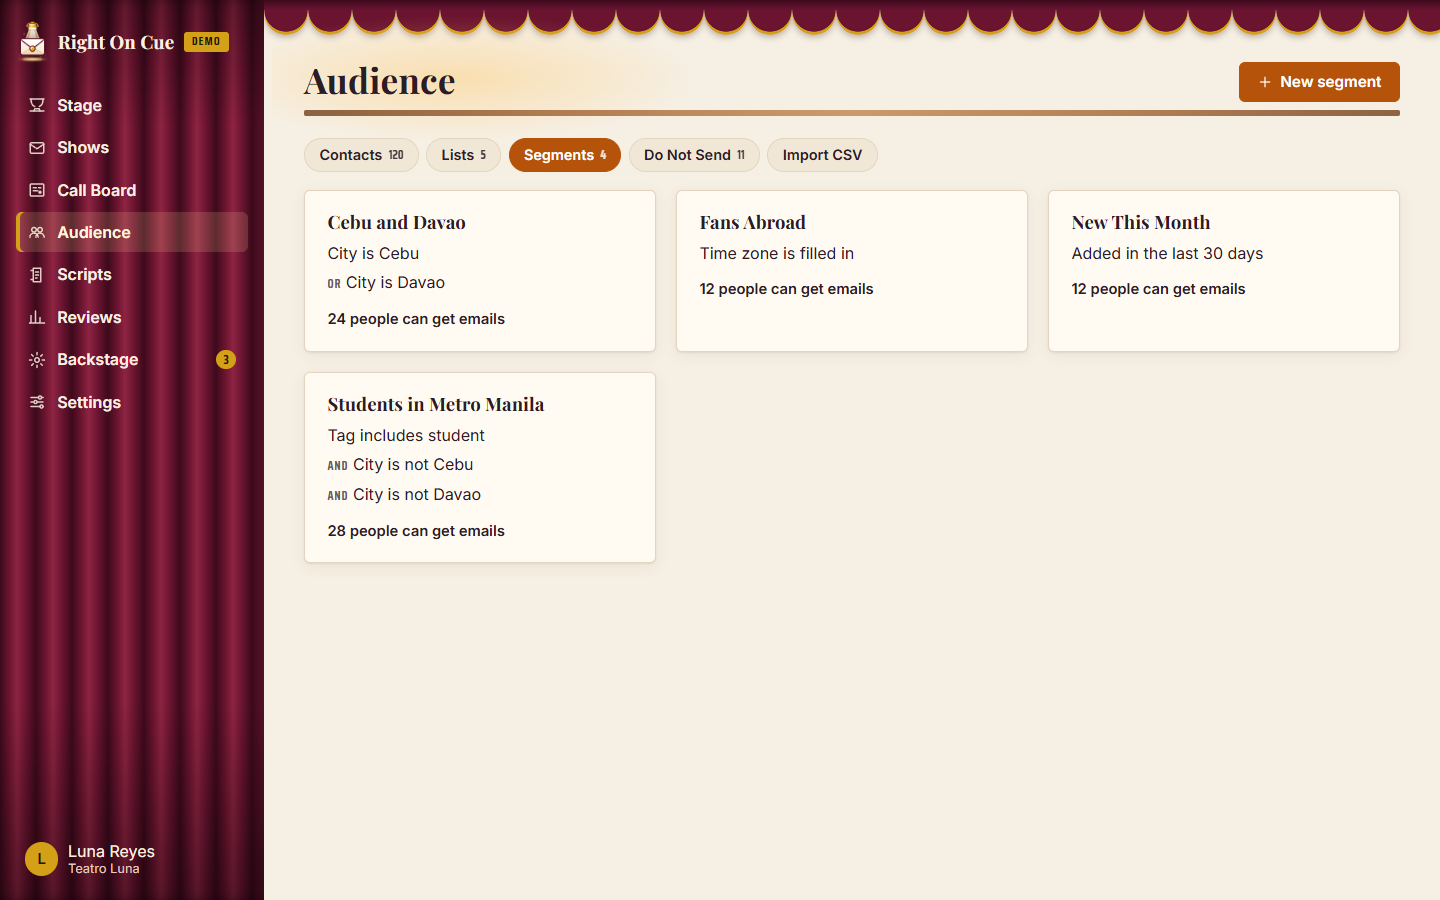 Right On Cue DEMO
Stage
Shows
Call Board
Audience
Scripts
Reviews
Backstage 3
Settings
L
Luna Reyes
Teatro Luna
Audience
+ New segment
Contacts 120
Lists 5
Segments 4
Do Not Send 11
Import CSV
Cebu and Davao
City is Cebu
OR City is Davao
24 people can get emails
Fans Abroad
Time zone is filled in
12 people can get emails
New This Month
Added in the last 30 days
12 people can get emails
Students in Metro Manila
Tag includes student
AND City is not Cebu
AND City is not Davao
28 people can get emails